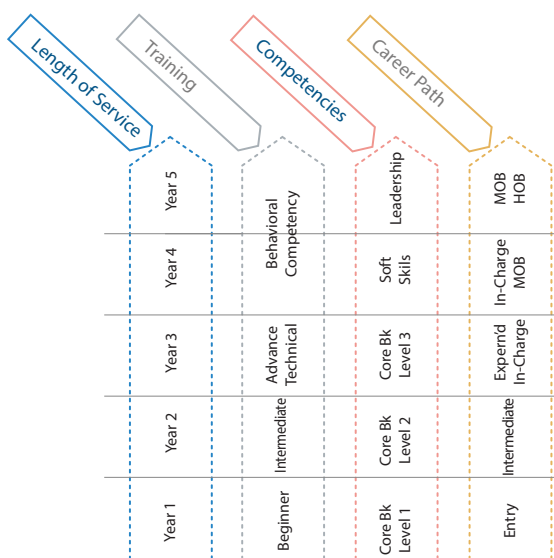 Length of Service
Training
Competencies
Career Path
Year 5
Behavioral
Competency
Leadership
MOB
HOB
Year 4
Soft
Skils
In-Charge
MOB
Year 3
Advance
Technical
Core Bk
Level 3
Expern'd
In-Charge
Year 2
Intermediate
Core Bk
Level 2
Intermediate
Year 1
Beginner
Core Bk
Level 1
Entry